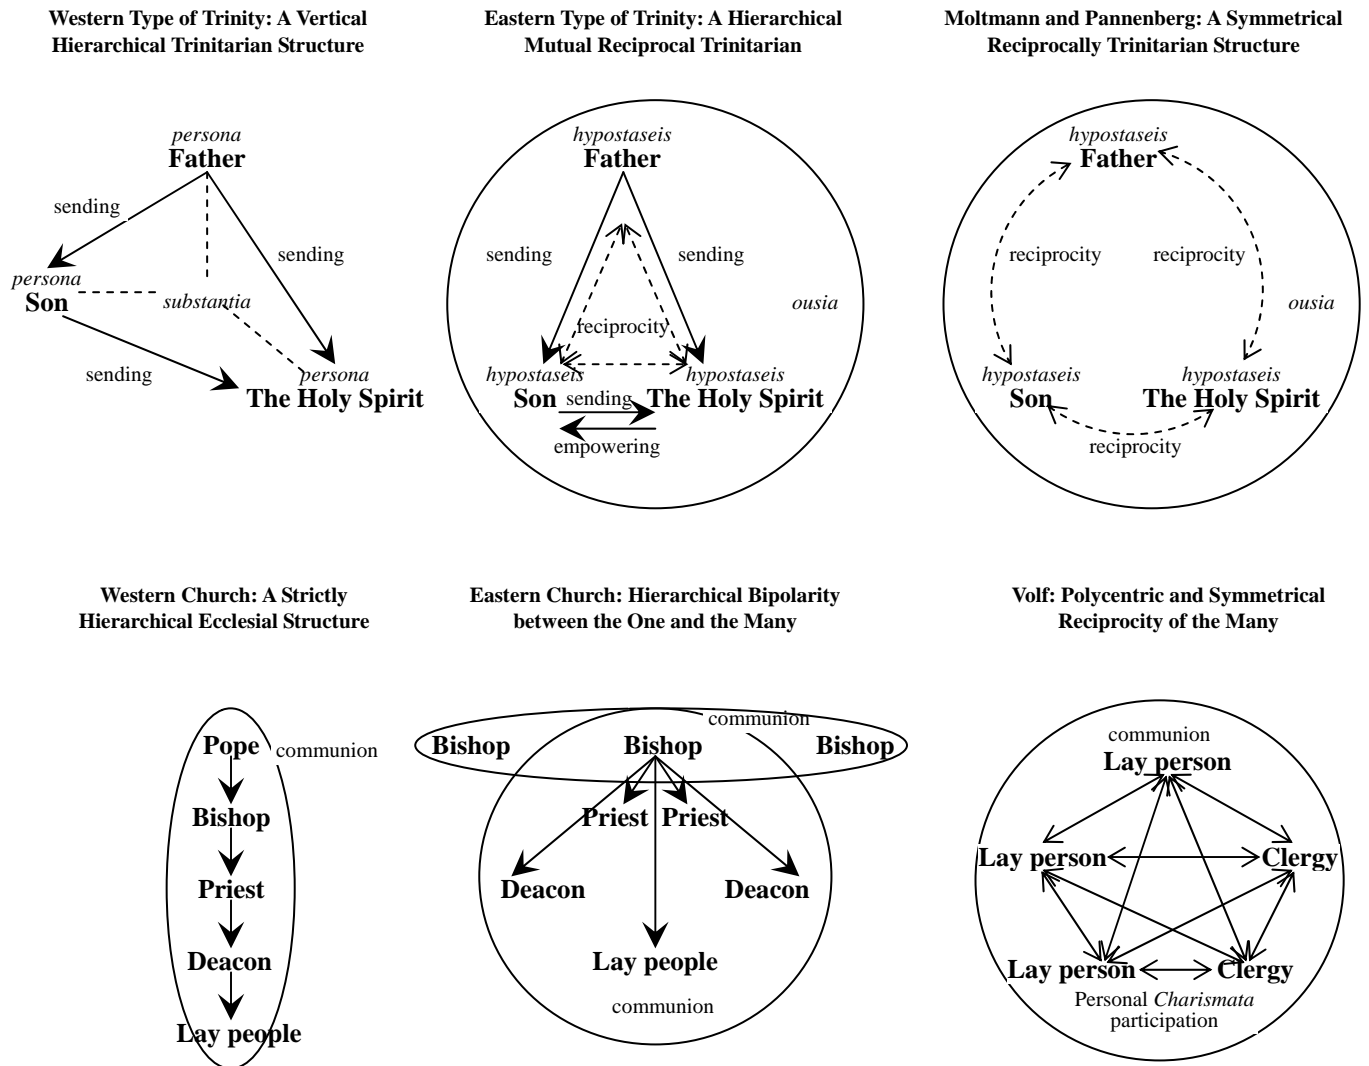 Western Type of Trinity: A Vertical
Hierarchical Trinitarian Structure
persona
Father
sending
sending
persona
Son
substantia
sending
persona
The Holy Spirit
Eastern Type of Trinity: A Hierarchical
Mutual Reciprocal Trinitarian
hypostaseis
Father
sending
sending
ousia
reciprocity
hypostaseis
hypostaseis
Son
sending
The Holy Spirit
empowering
Moltmann and Pannenberg: A Symmetrical
Reciprocally Trinitarian Structure
hypostaseis
Father
reciprocity
reciprocity
ousia
hypostaseis
hypostaseis
Son
The Holy Spirit
reciprocity
Western Church: A Strictly
Hierarchical Ecclesial Structure
Pope
communion
Bishop
Priest
Deacon
Lay people
Eastern Church: Hierarchical Bipolarity
between the One and the Many
communion
Bishop
Bishop
Bishop
Priest
Priest
Deacon
Deacon
Lay people
communion
Volf: Polycentric and Symmetrical
Reciprocity of the Many
communion
Lay person
Lay person
Clergy
Lay person
Clergy
Personal Charismata
participation